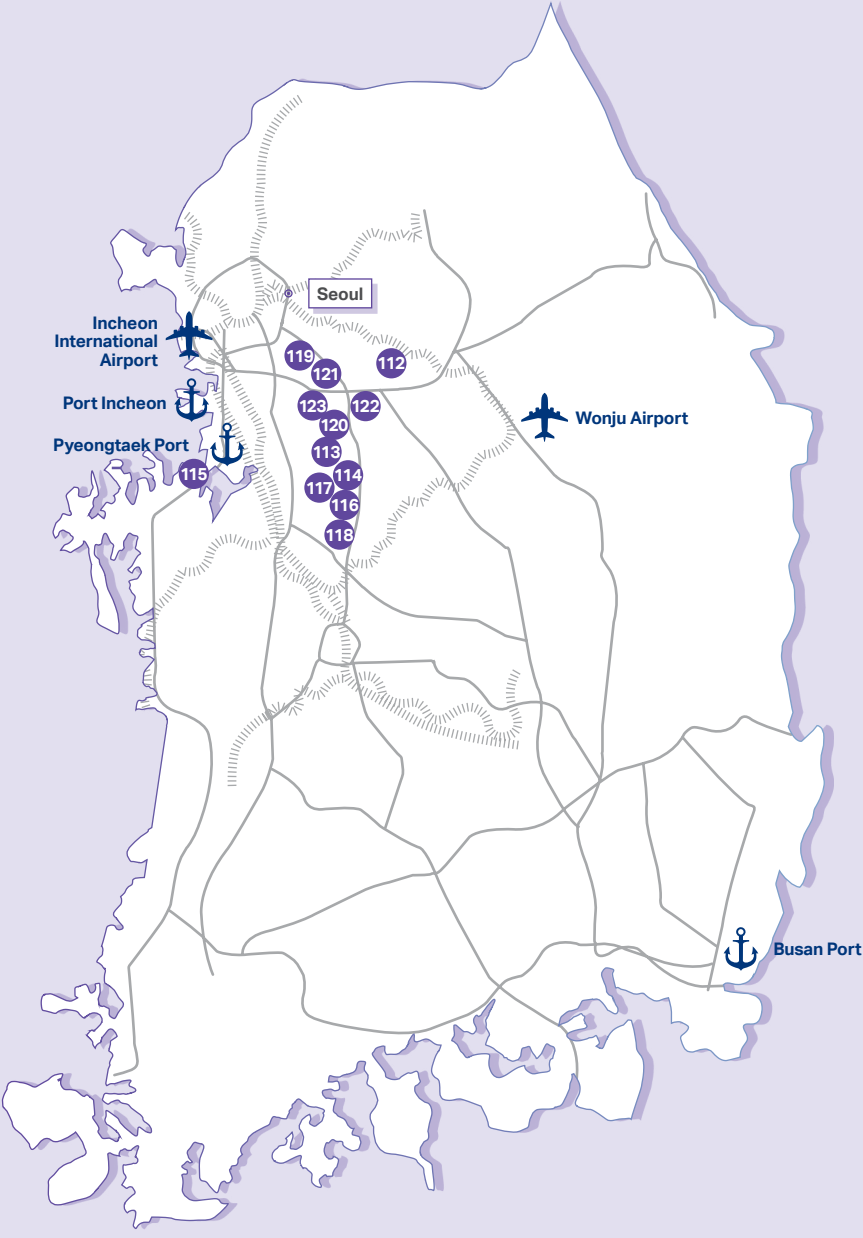 Seoul
Incheon
International
Airport
119
112
121
Port Incheon
123
122
Wonju Airport
120
Pyeongtaek Port
113
115
114
117
116
118
Busan Port